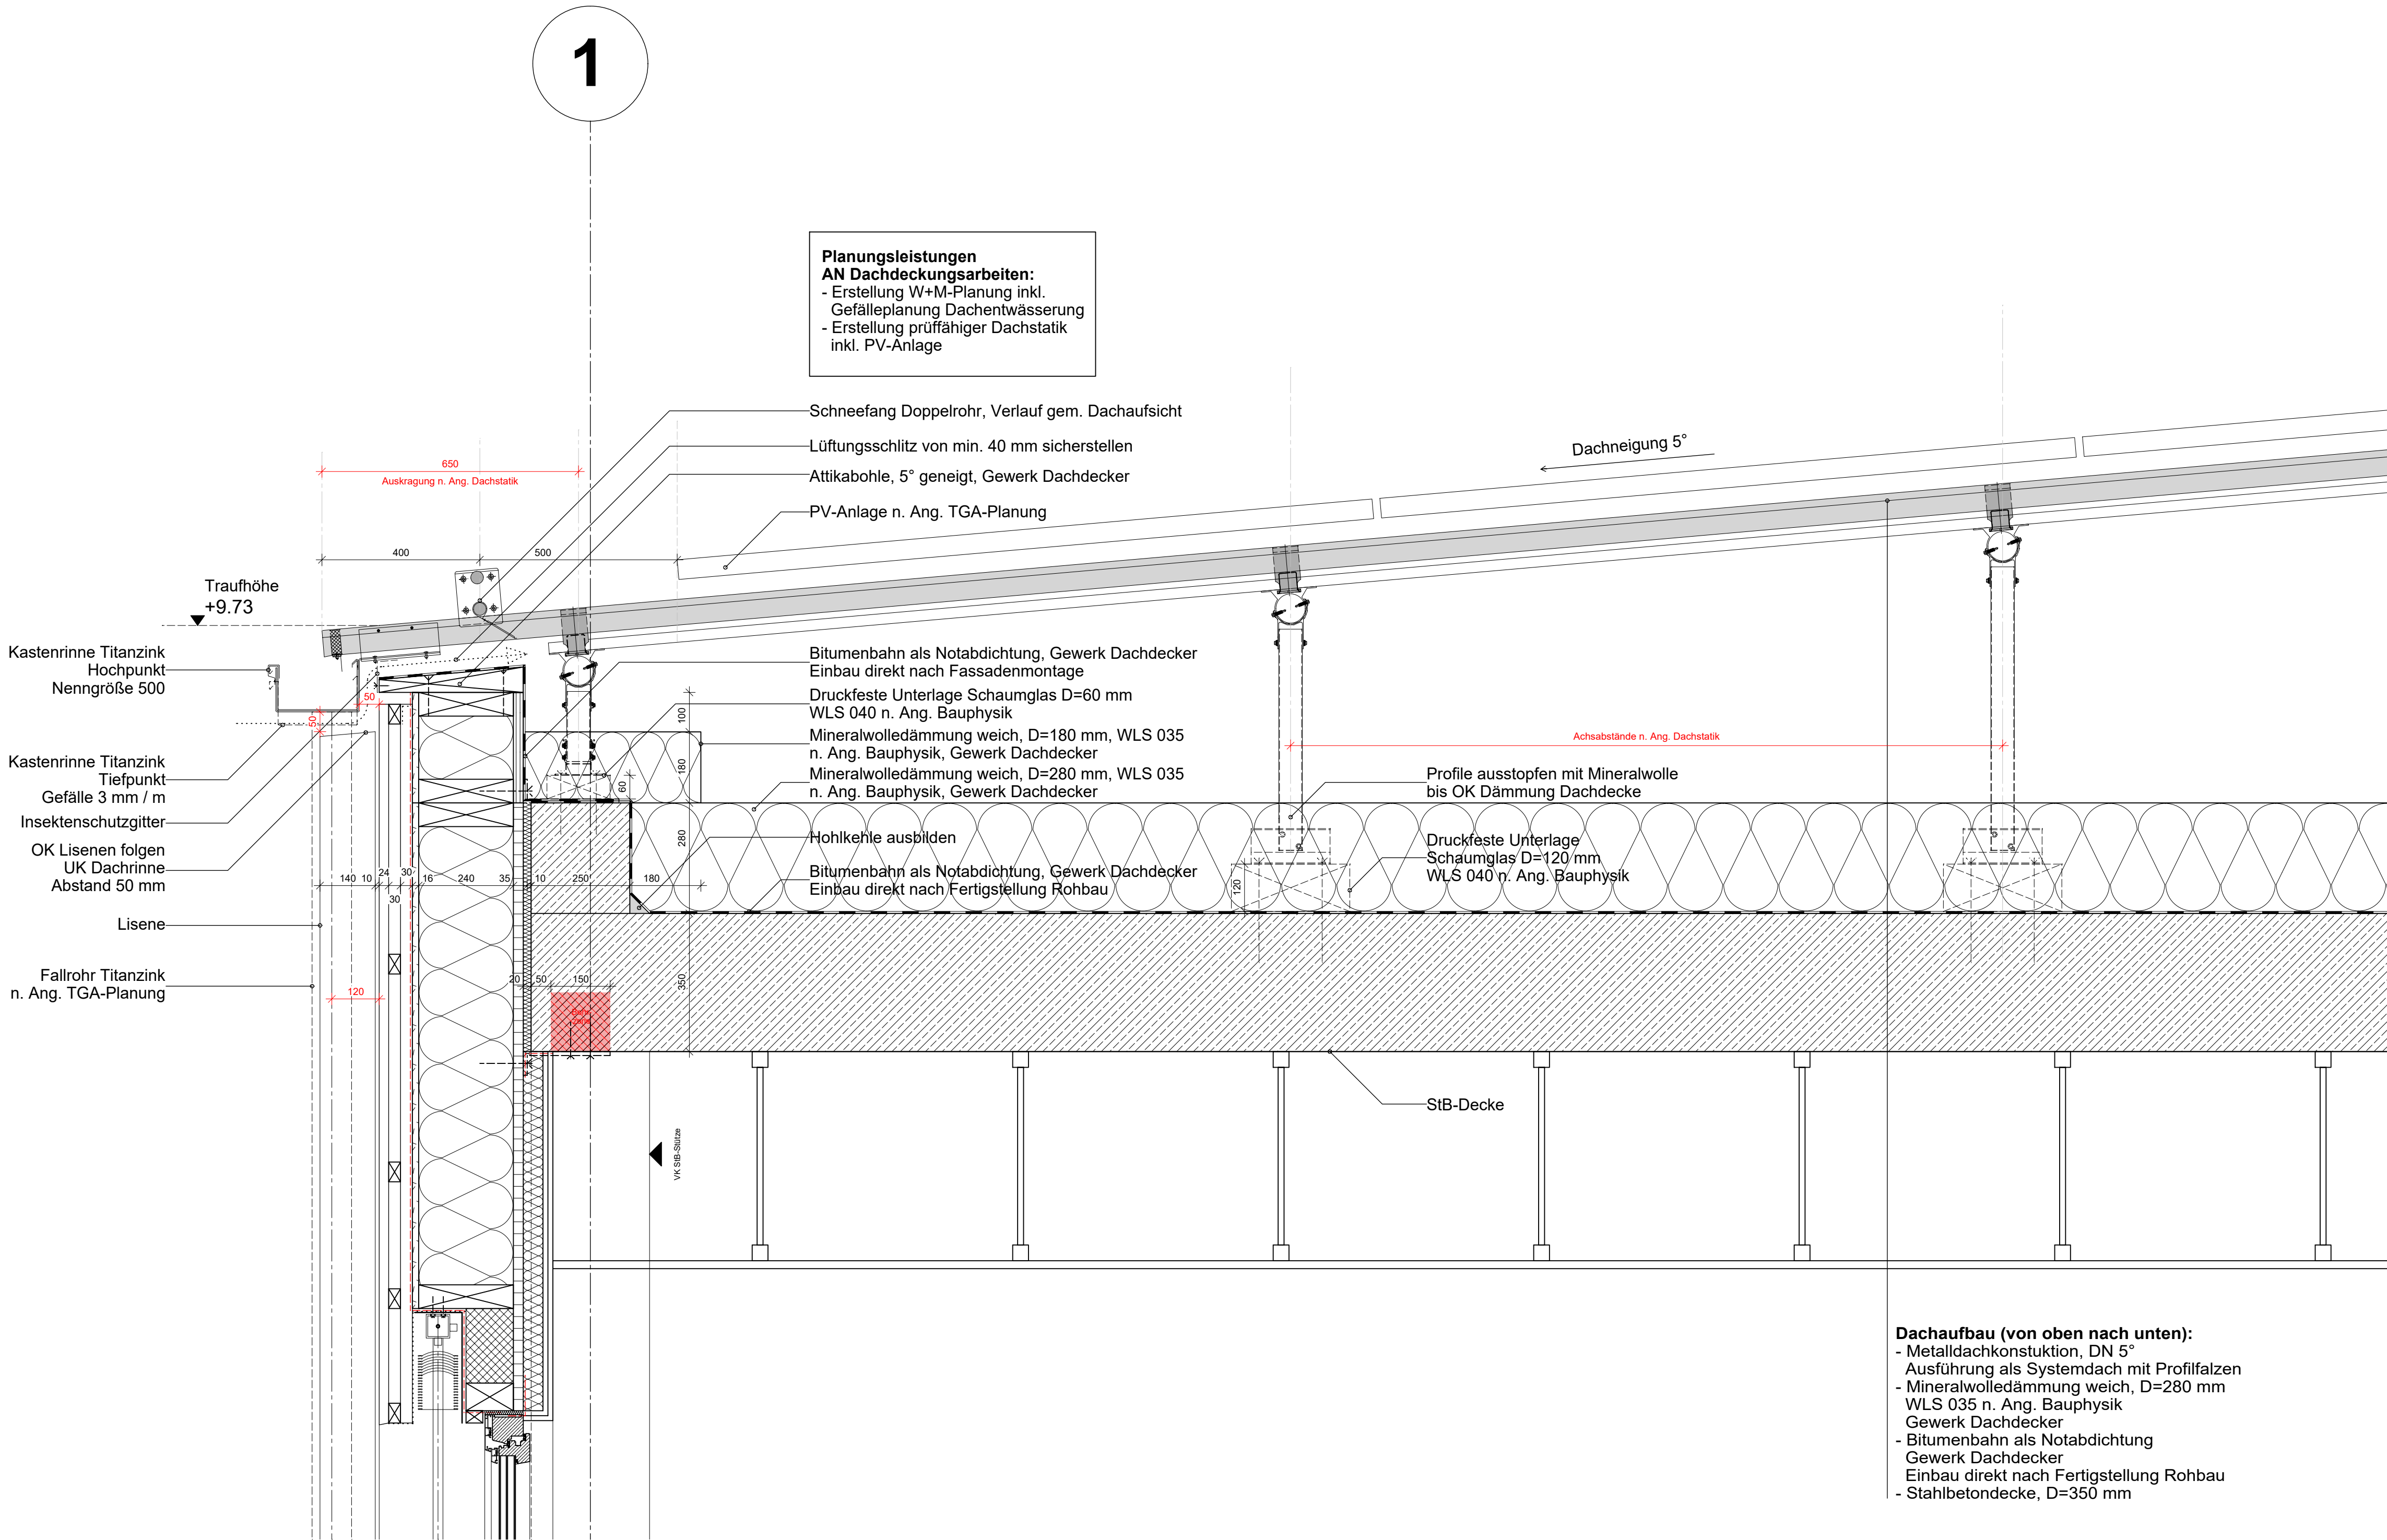 1
Planungsleistungen
AN Dachdeckungsarbeiten:
- Erstellung W+M-Planung inkl.
Gefälleplanung Dachentwässerung
- Erstellung prüffähiger Dachstatik
inkl. PV-Anlage
Schneefang Doppelrohr, Verlauf gem. Dachaufsicht
Lüftungsschlitz von min. 40 mm sicherstellen
Attikabohle, 5° geneigt, Gewerk Dachdecker
PV-Anlage n. Ang. TGA-Planung
Dachneigung 5°
650
Auskragung n. Ang. Dachstatik
400
500
Traufhöhe
+9.73
Kastenrinne Titanzink
Hochpunkt
Nenngröße 500
50
50
Kastenrinne Titanzink
Tiefpunkt
Gefälle 3 mm / m
Insektenschutzgitter
OK Lisenen folgen
UK Dachrinne
Abstand 50 mm
Lisene
Fallrohr Titanzink
n. Ang. TGA-Planung
120
Bitumenbahn als Notabdichtung, Gewerk Dachdecker
Einbau direkt nach Fassadenmontage
Druckfeste Unterlage Schaumglas D=60 mm
WLS 040 n. Ang. Bauphysik
Mineralwolledämmung weich, D=180 mm, WLS 035
n. Ang. Bauphysik, Gewerk Dachdecker
Mineralwolledämmung weich, D=280 mm, WLS 035
n. Ang. Bauphysik, Gewerk Dachdecker
Hohlkehle ausbilden
Bitumenbahn als Notabdichtung, Gewerk Dachdecker
Einbau direkt nach Fertigstellung Rohbau
100
180
60
280
350
140 10 24 30 30 16 240 35 10 250 180
20 50 150
Achsabstände n. Ang. Dachstatik
Profile ausstopfen mit Mineralwolle
bis OK Dämmung Dachdecke
Druckfeste Unterlage
Schaumglas D=120 mm
WLS 040 n. Ang. Bauphysik
120
StB-Decke
VK StB-Stütze
Dachaufbau (von oben nach unten):
- Metalldachkonstuktion, DN 5°
Ausführung als Systemdach mit Profilfalzen
- Mineralwolledämmung weich, D=280 mm
WLS 035 n. Ang. Bauphysik
Gewerk Dachdecker
- Bitumenbahn als Notabdichtung
Gewerk Dachdecker
Einbau direkt nach Fertigstellung Rohbau
- Stahlbetondecke, D=350 mm